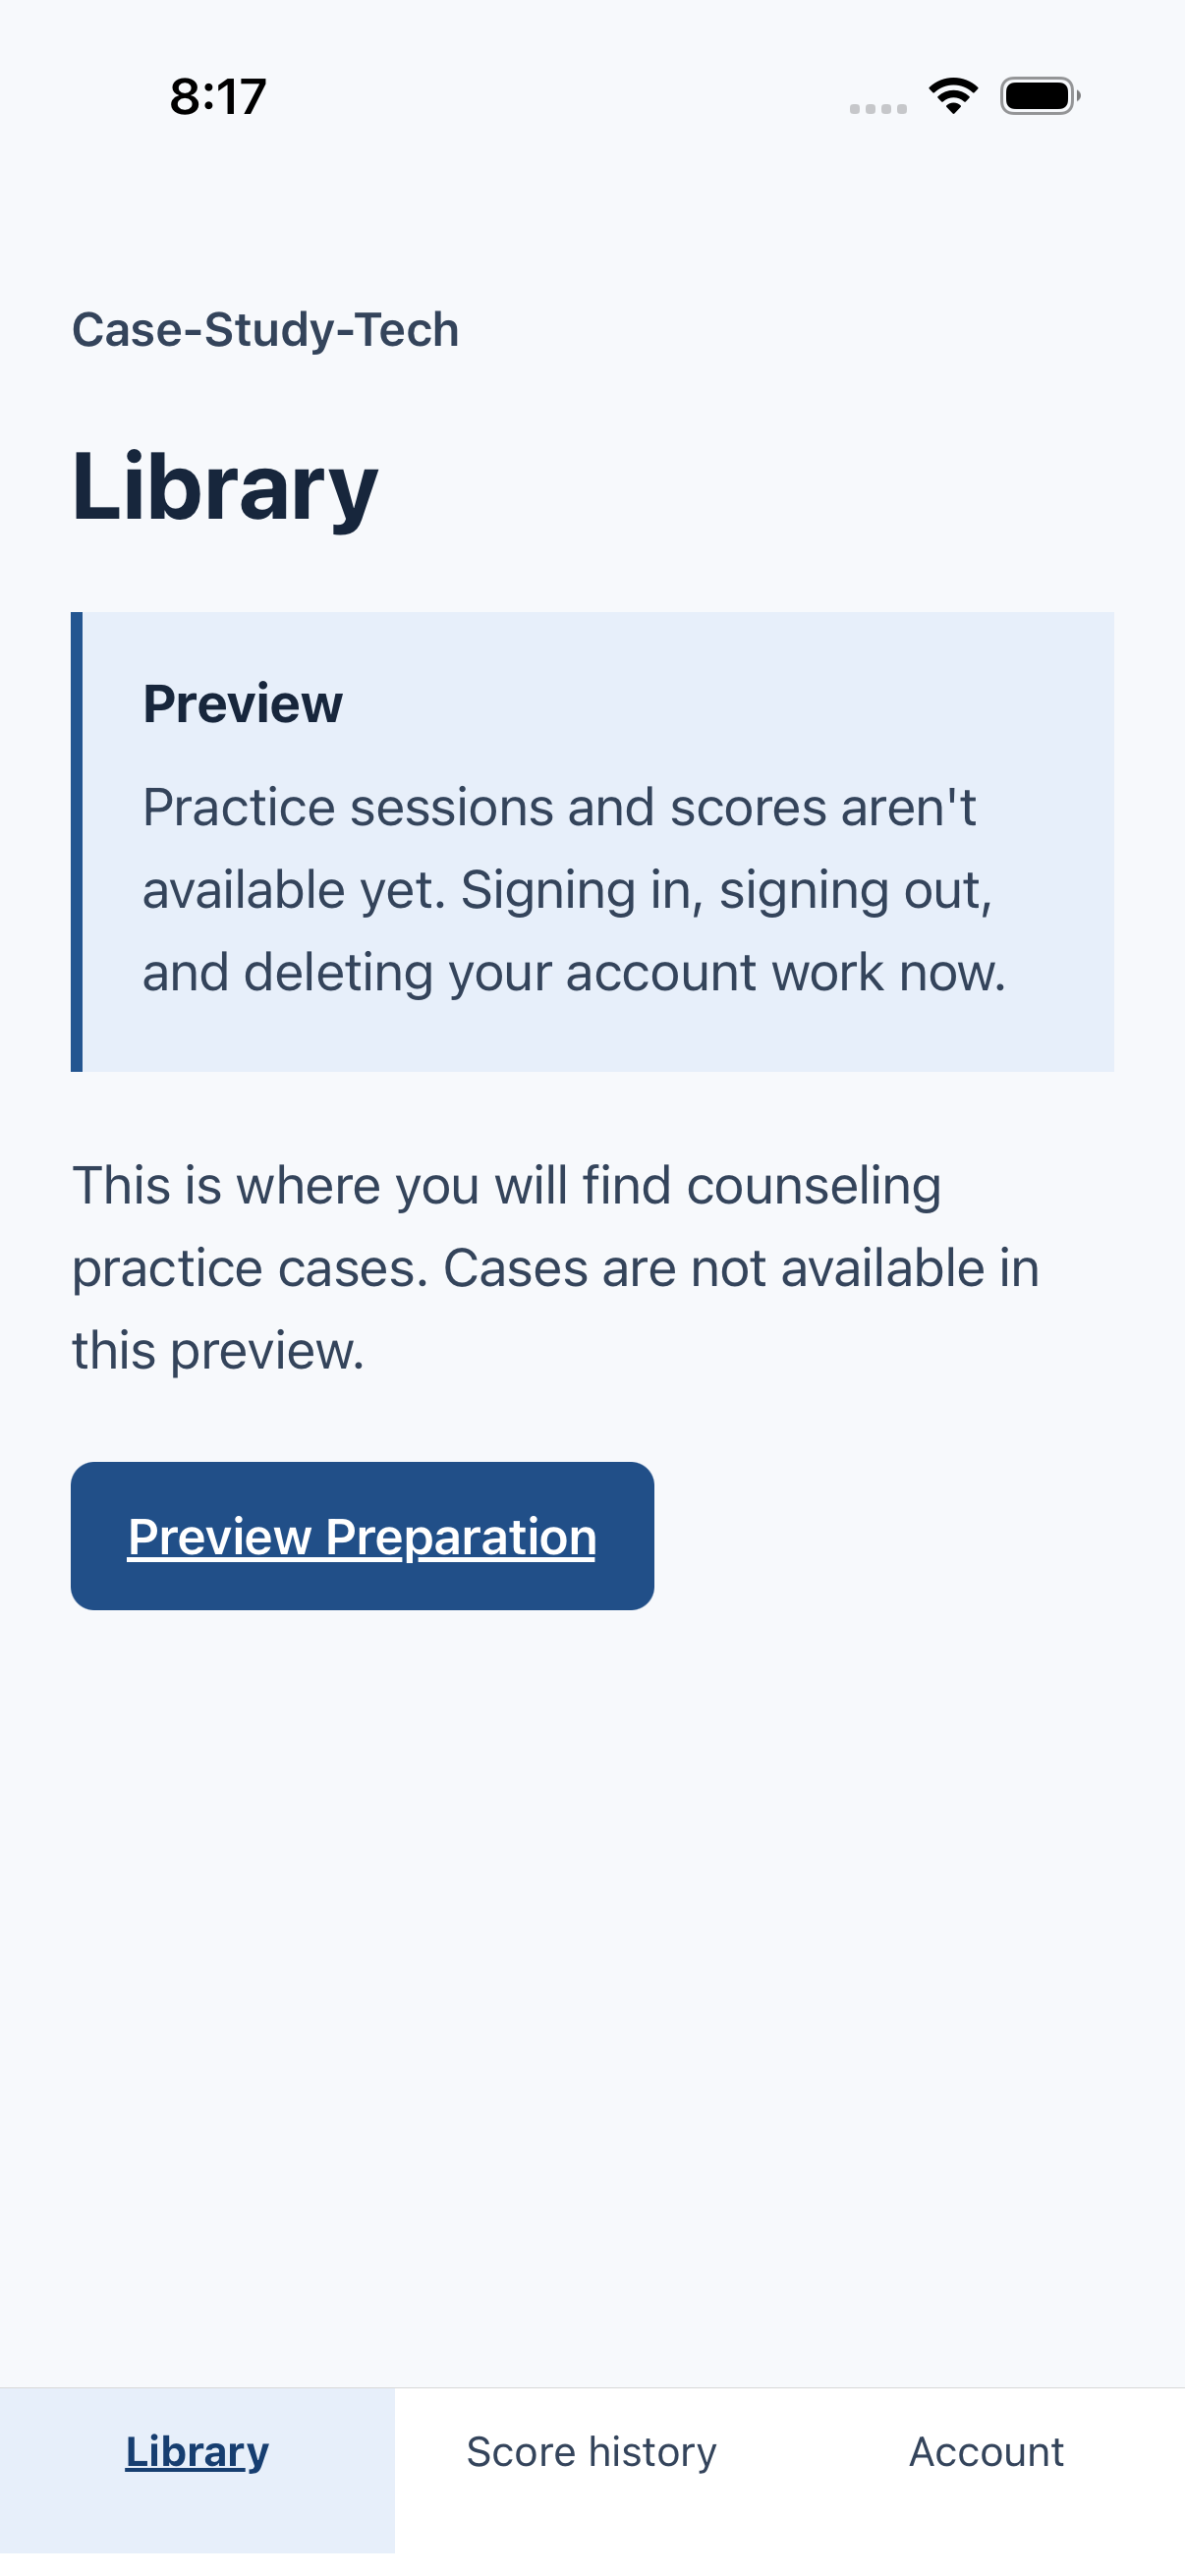 8:17
Case-Study-Tech
Library
Preview
Practice sessions and scores aren't
available yet. Signing in, signing out,
and deleting your account work now.
This is where you will find counseling
practice cases. Cases are not available in
this preview.
Preview Preparation
Library
Score history
Account